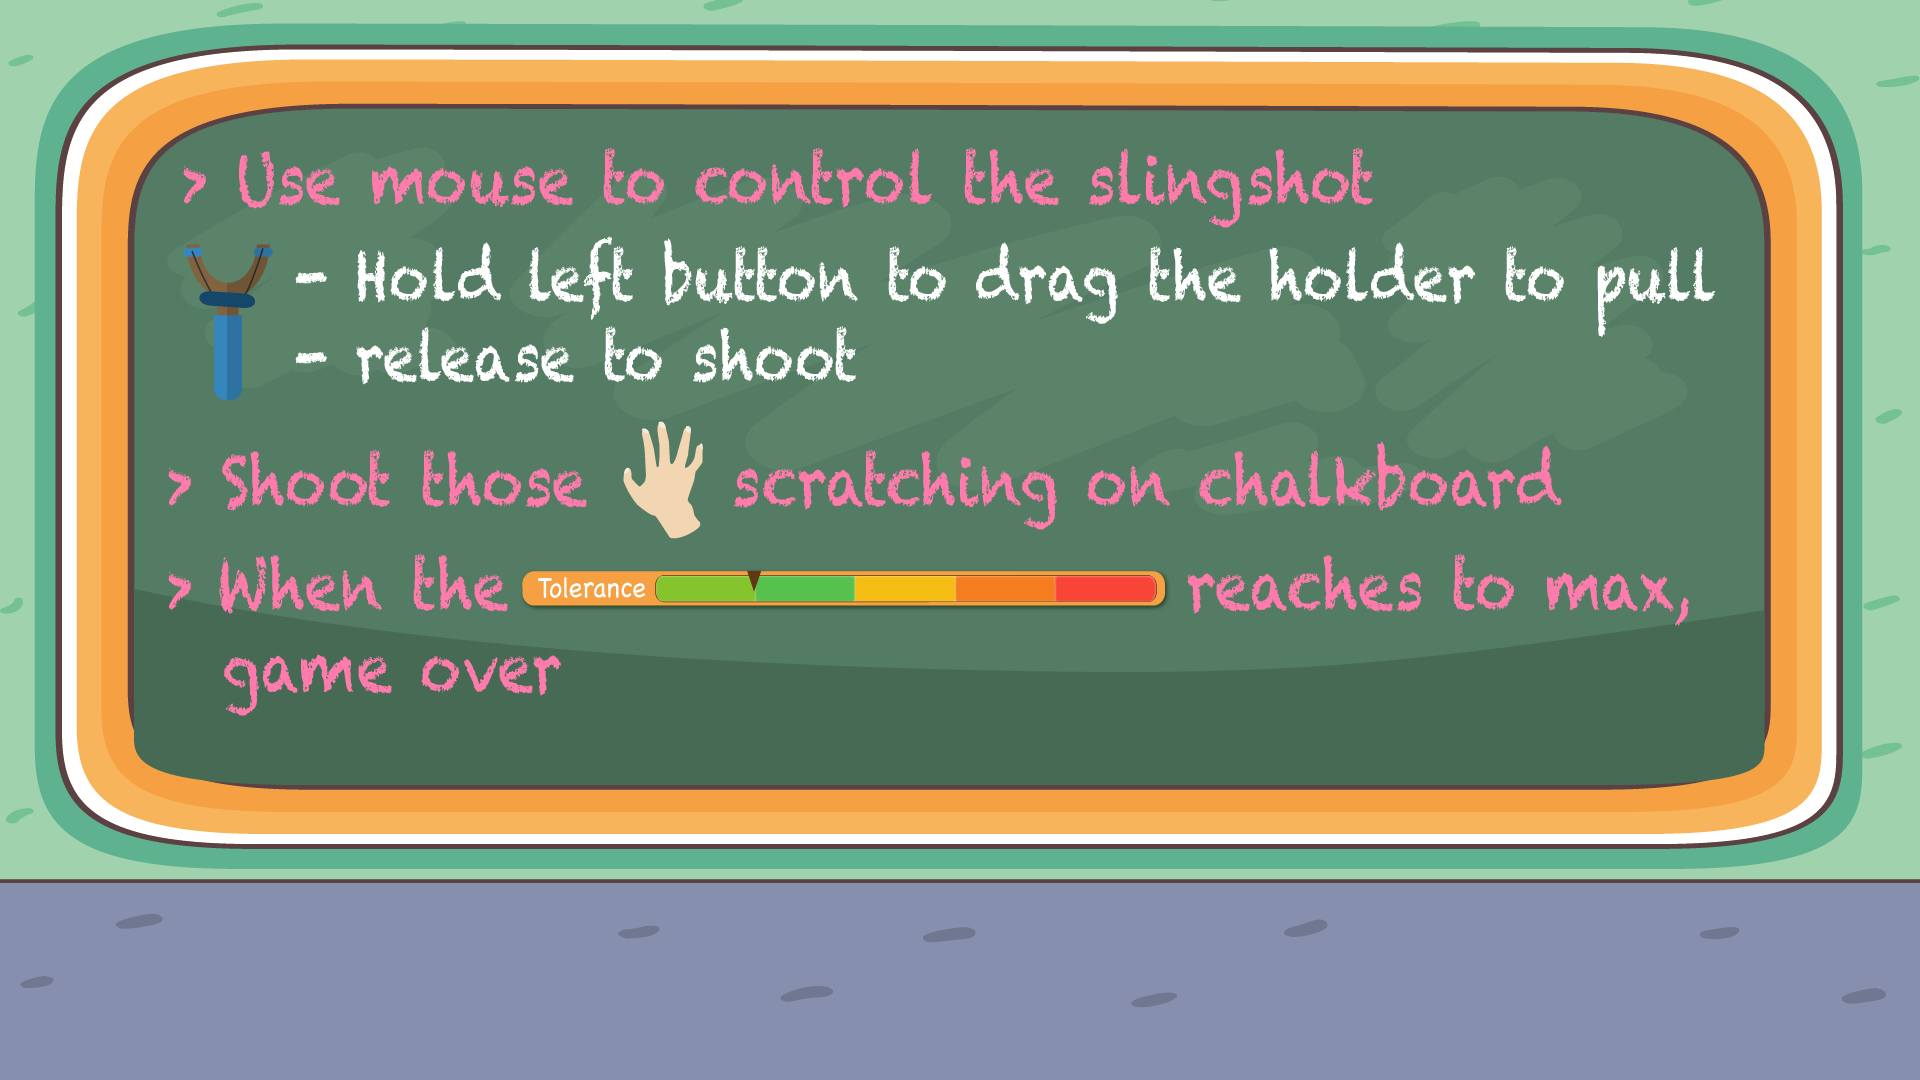 > Use mouse to control the slingshot
- Hold left button to drag the holder to pull
- release to shoot
> Shoot those scratching on chalkboard
> When the Tolerance reaches to max,
game over